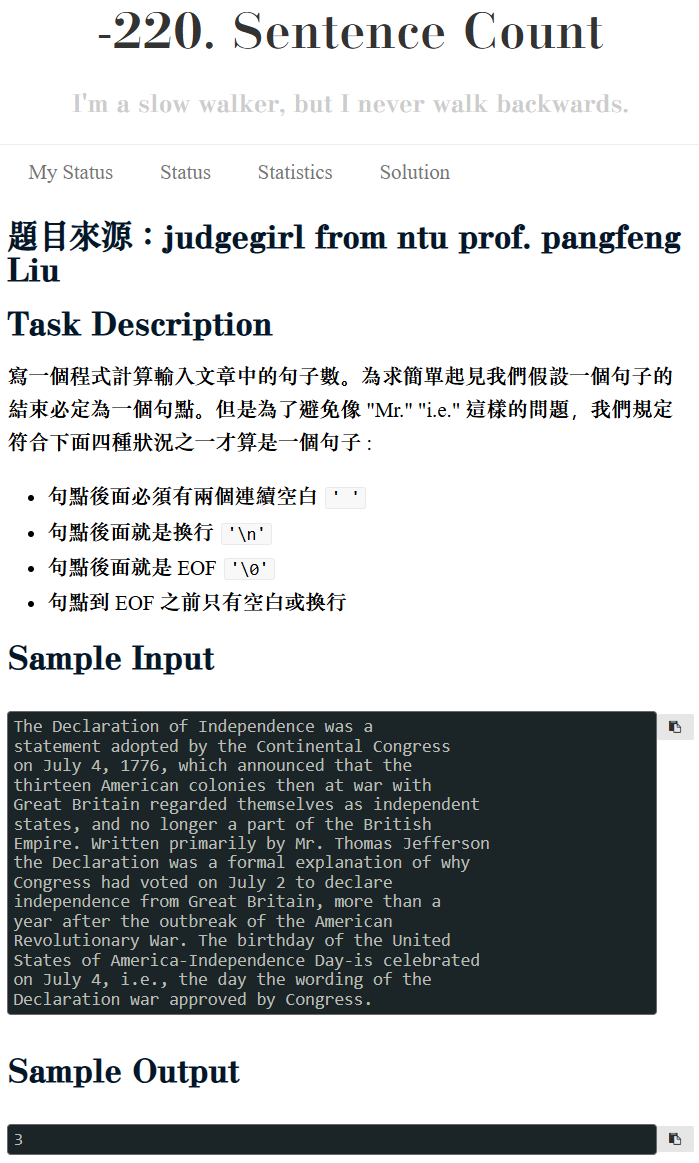 -220. Sentence Count
I'm a slow walker, but I never walk backwards.
My Status Status Statistics Solution
題目來源：judgegirl from ntu prof. pangfeng
Liu
Task Description
寫一個程式計算輸入文章中的句子數。為求簡單起見我們假設一個句子的
結束必定為一個句點。但是為了避免像 "Mr." "i.e." 這樣的問題，我們規定
符合下面四種狀況之一才算是一個句子 :
• 句點後面必須有兩個連續空白 ' '
• 句點後面就是換行 '\n'
• 句點後面就是 EOF '\0'
• 句點到 EOF 之前只有空白或換行
Sample Input
The Declaration of Independence was a
statement adopted by the Continental Congress
on July 4, 1776, which announced that the
thirteen American colonies then at war with
Great Britain regarded themselves as independent
states, and no longer a part of the British
Empire. Written primarily by Mr. Thomas Jefferson
the Declaration was a formal explanation of why
Congress had voted on July 2 to declare
independence from Great Britain, more than a
year after the outbreak of the American
Revolutionary War. The birthday of the United
States of America-Independence Day-is celebrated
on July 4, i.e., the day the wording of the
Declaration war approved by Congress.
Sample Output
3